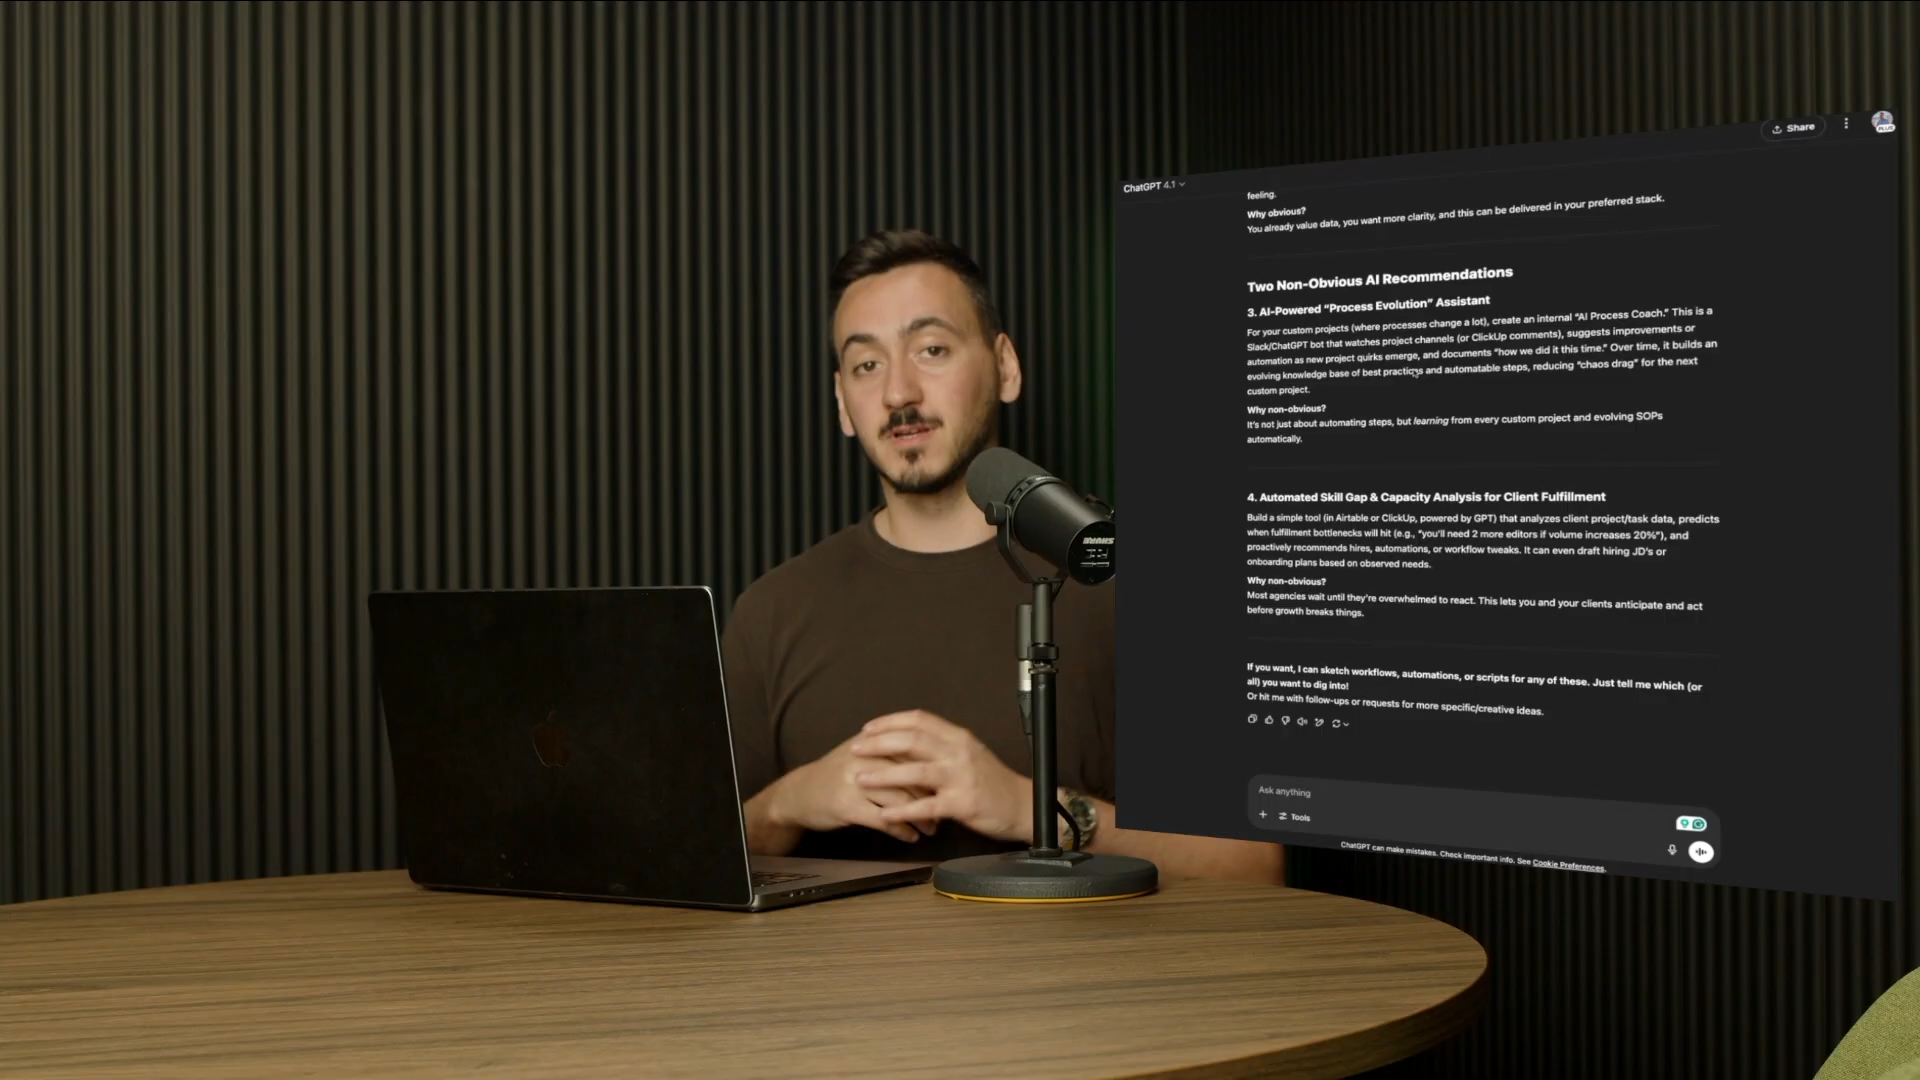 Share
PLUS
ChatGPT 4.1
feeling.
Why obvious?
You already value data, you want more clarity, and this can be delivered in your preferred stack.
Two Non-Obvious AI Recommendations
3. AI-Powered “Process Evolution” Assistant
For your custom projects (where processes change a lot), create an internal “AI Process Coach.” This is a
Slack/ChatGPT bot that watches project channels (or ClickUp comments), suggests improvements or
automation as new project quirks emerge, and documents “how we did it this time.” Over time, it builds an
evolving knowledge base of best practices and automatable steps, reducing “chaos drag” for the next
custom project.
Why non-obvious?
It's not just about automating steps, but learning from every custom project and evolving SOPs
automatically.
4. Automated Skill Gap & Capacity Analysis for Client Fulfillment
Build a simple tool (in Airtable or ClickUp, powered by GPT) that analyzes client project/task data, predicts
when fulfillment bottlenecks will hit (e.g., “you'll need 2 more editors if volume increases 20%”), and
proactively recommends hires, automations, or workflow tweaks. It can even draft hiring JD's or
onboarding plans based on observed needs.
Why non-obvious?
Most agencies wait until they're overwhelmed to react. This lets you and your clients anticipate and act
before growth breaks things.
If you want, I can sketch workflows, automations, or scripts for any of these. Just tell me which (or
all) you want to dig into!
Or hit me with follow-ups or requests for more specific/creative ideas.
Ask anything
Tools
ChatGPT can make mistakes. Check important info. See Cookie Preferences.
SHURE